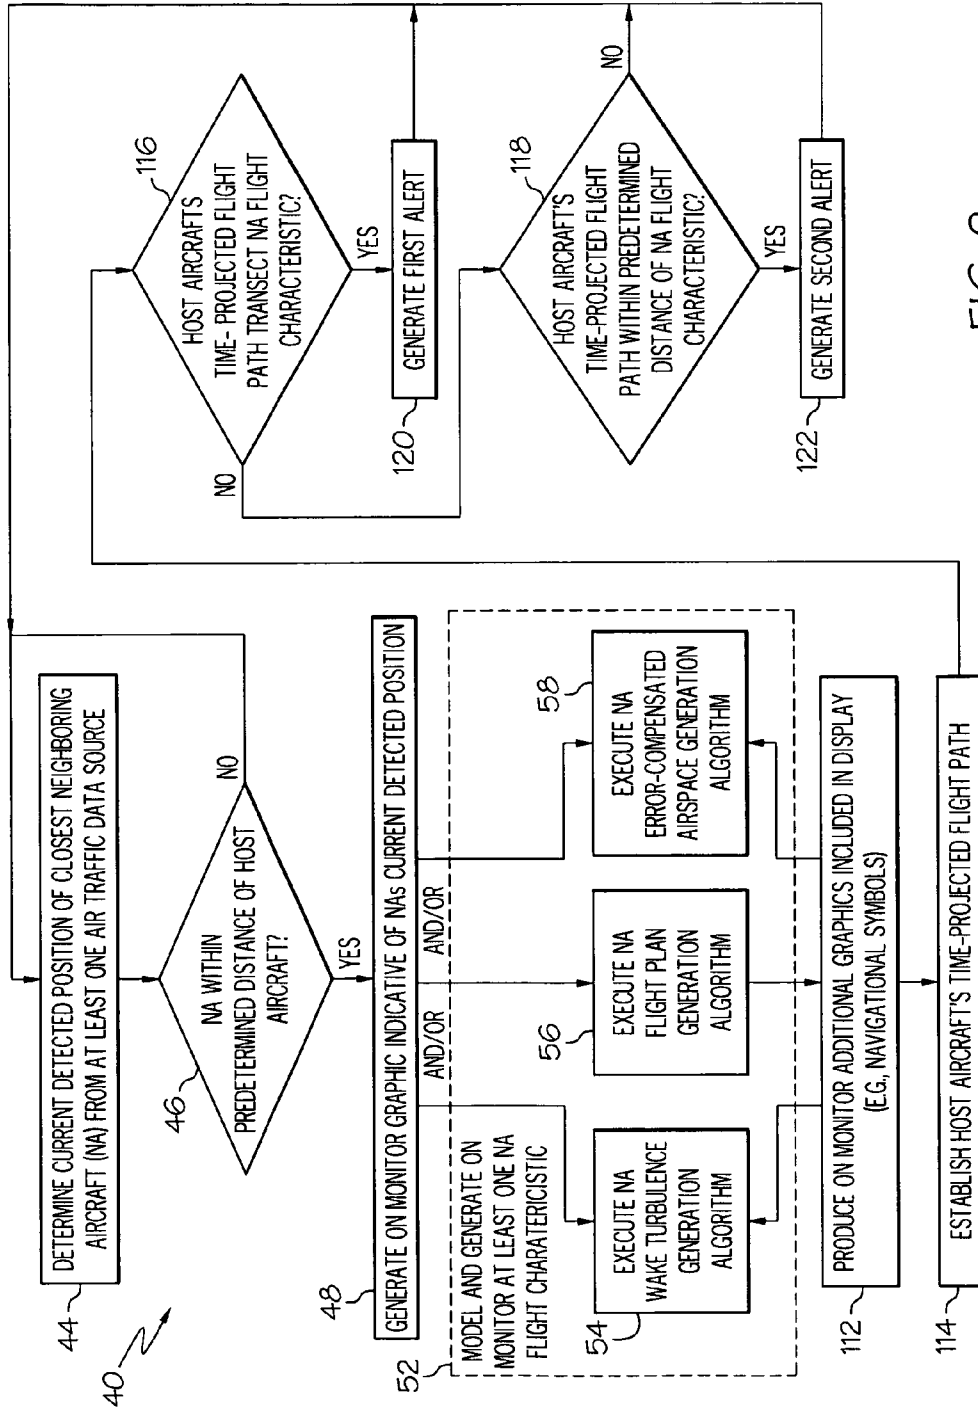 40
44
DETERMINE CURRENT DETECTED POSITION OF CLOSEST NEIGHBORING
AIRCRAFT (NA) FROM AT LEAST ONE AIR TRAFFIC DATA SOURCE
46
NA WITHIN
PREDETERMINED DISTANCE OF HOST
AIRCRAFT?
NO
YES
48
GENERATE ON MONITOR GRAPHIC INDICATIVE OF NAs CURRENT DETECTED POSITION
AND/OR
AND/OR
52
MODEL AND GENERATE ON
MONITOR AT LEAST ONE NA
FLIGHT CHARATERICISTIC
54
EXECUTE NA
WAKE TURBULENCE
GENERATION
ALGORITHM
56
EXECUTE NA
FLIGHT PLAN
GENERATION
ALGORITHM
58
EXECUTE NA
ERROR-COMPENSATED
AIRSPACE GENERATION
ALGORITHM
112
PRODUCE ON MONITOR ADDITIONAL GRAPHICS INCLUDED IN DISPLAY
(E.G., NAVIGATIONAL SYMBOLS)
114
ESTABLISH HOST AIRCRAFT'S TIME-PROJECTED FLIGHT PATH
116
HOST AIRCRAFTS
TIME- PROJECTED FLIGHT
PATH TRANSECT NA FLIGHT
CHARACTERISTIC?
NO
YES
120
GENERATE FIRST ALERT
118
HOST AIRCRAFT'S
TIME-PROJECTED FLIGHT
PATH WITHIN PREDETERMINED
DISTANCE OF NA FLIGHT
CHARACTERISTIC?
NO
YES
122
GENERATE SECOND ALERT